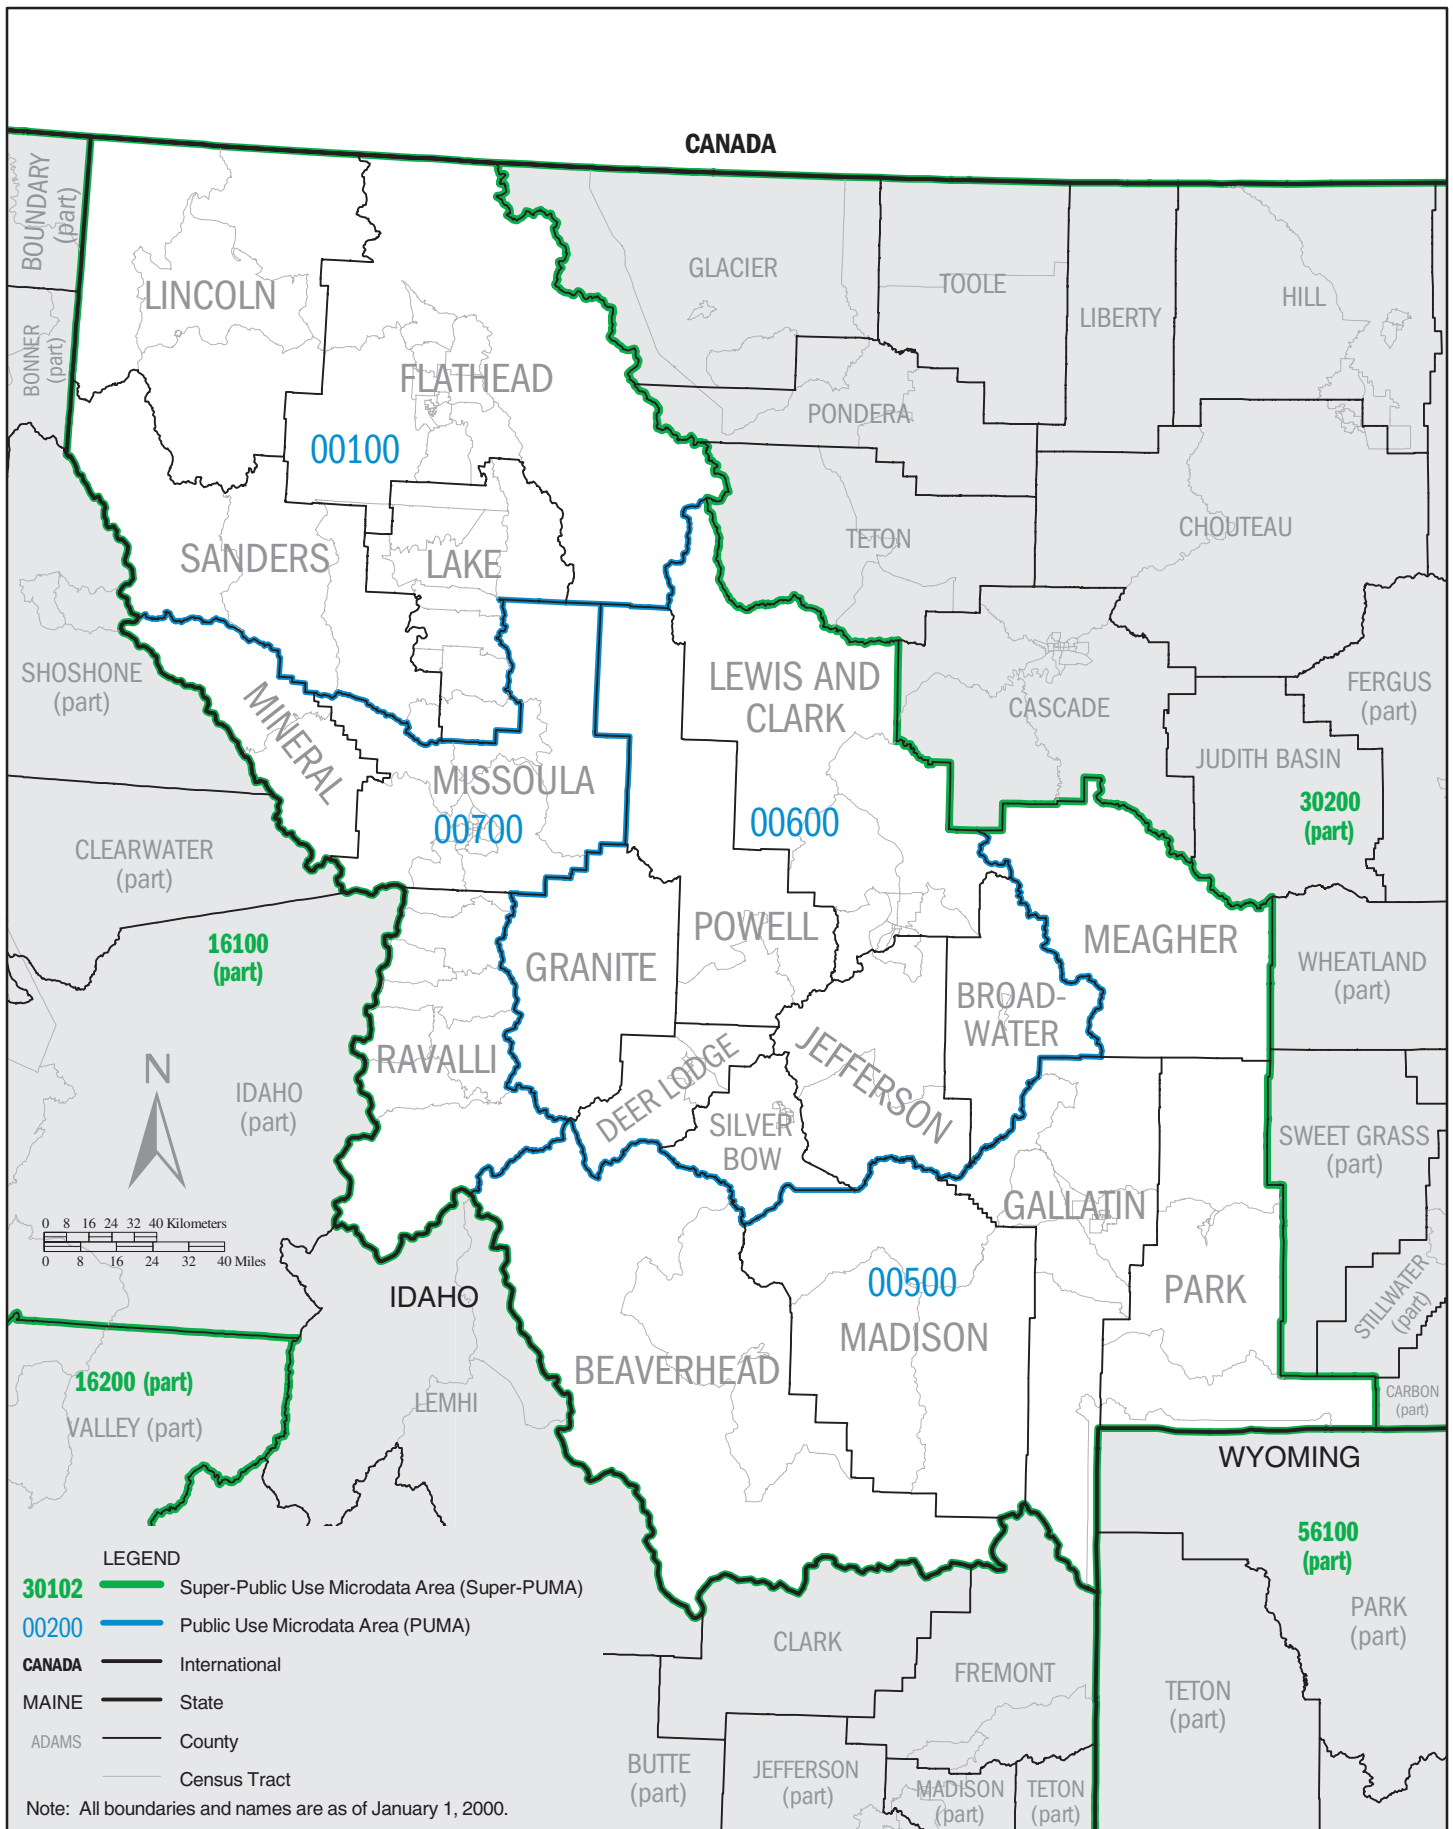 CANADA
BOUNDARY
(part)
BONNER
(part)
LINCOLN
FLATHEAD
00100
GLACIER
TOOLE
LIBERTY
HILL
PONDERA
TETON
CHOUTEAU
SANDERS
LAKE
SHOSHONE
(part)
MINERAL
MISSOULA
00700
LEWIS AND
CLARK
00600
CASCADE
FERGUS
(part)
JUDITH BASIN
30200
(part)
CLEARWATER
(part)
16100
(part)
POWELL
GRANITE
MEAGHER
WHEATLAND
(part)
BROAD-
WATER
RAVALLI
DEER LODGE
JEFFERSON
SILVER
BOW
N
IDAHO
(part)
SWEET GRASS
(part)
GALLATIN
0 8 16 24 32 40 Kilometers
0 8 16 24 32 40 Miles
IDAHO
00500
MADISON
PARK
STILLWATER
(part)
BEAVERHEAD
16200 (part)
VALLEY (part)
LEMHI
CARBON
(part)
WYOMING
56100
(part)
PARK
(part)
TETON
(part)
CLARK
FREMONT
BUTTE
(part)
JEFFERSON
(part)
MADISON
(part)
TETON
(part)
LEGEND
30102 Super-Public Use Microdata Area (Super-PUMA)
00200 Public Use Microdata Area (PUMA)
CANADA International
MAINE State
ADAMS County
Census Tract
Note: All boundaries and names are as of January 1, 2000.